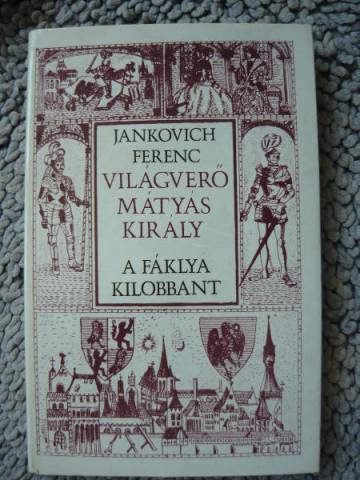 JANKOVICH
FERENC
VILÁGVERŐ
MÁTYÁS
KIRÁLY
A FÁKLYA
KILOBBANT